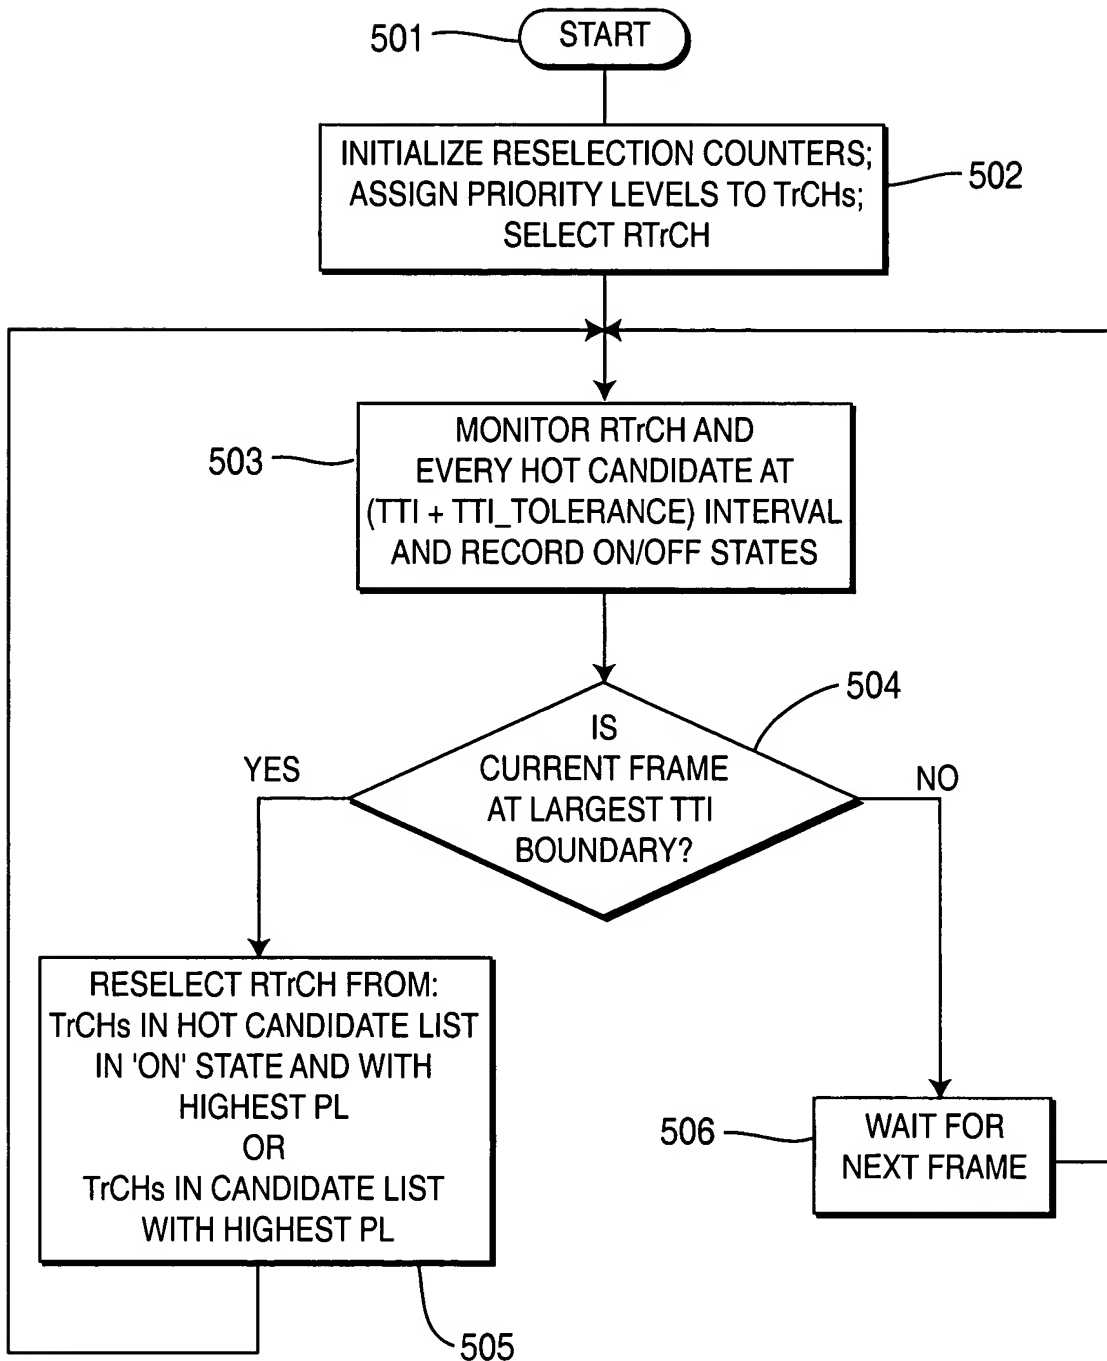 501
START
INITIALIZE RESELECTION COUNTERS;
ASSIGN PRIORITY LEVELS TO TrCHs;
SELECT RTrCH
502
503
MONITOR RTrCH AND
EVERY HOT CANDIDATE AT
(TTI + TTI_TOLERANCE) INTERVAL
AND RECORD ON/OFF STATES
504
IS
CURRENT FRAME
AT LARGEST TTI
BOUNDARY?
YES
NO
RESELECT RTrCH FROM:
TrCHs IN HOT CANDIDATE LIST
IN 'ON' STATE AND WITH
HIGHEST PL
OR
TrCHs IN CANDIDATE LIST
WITH HIGHEST PL
505
506
WAIT FOR
NEXT FRAME